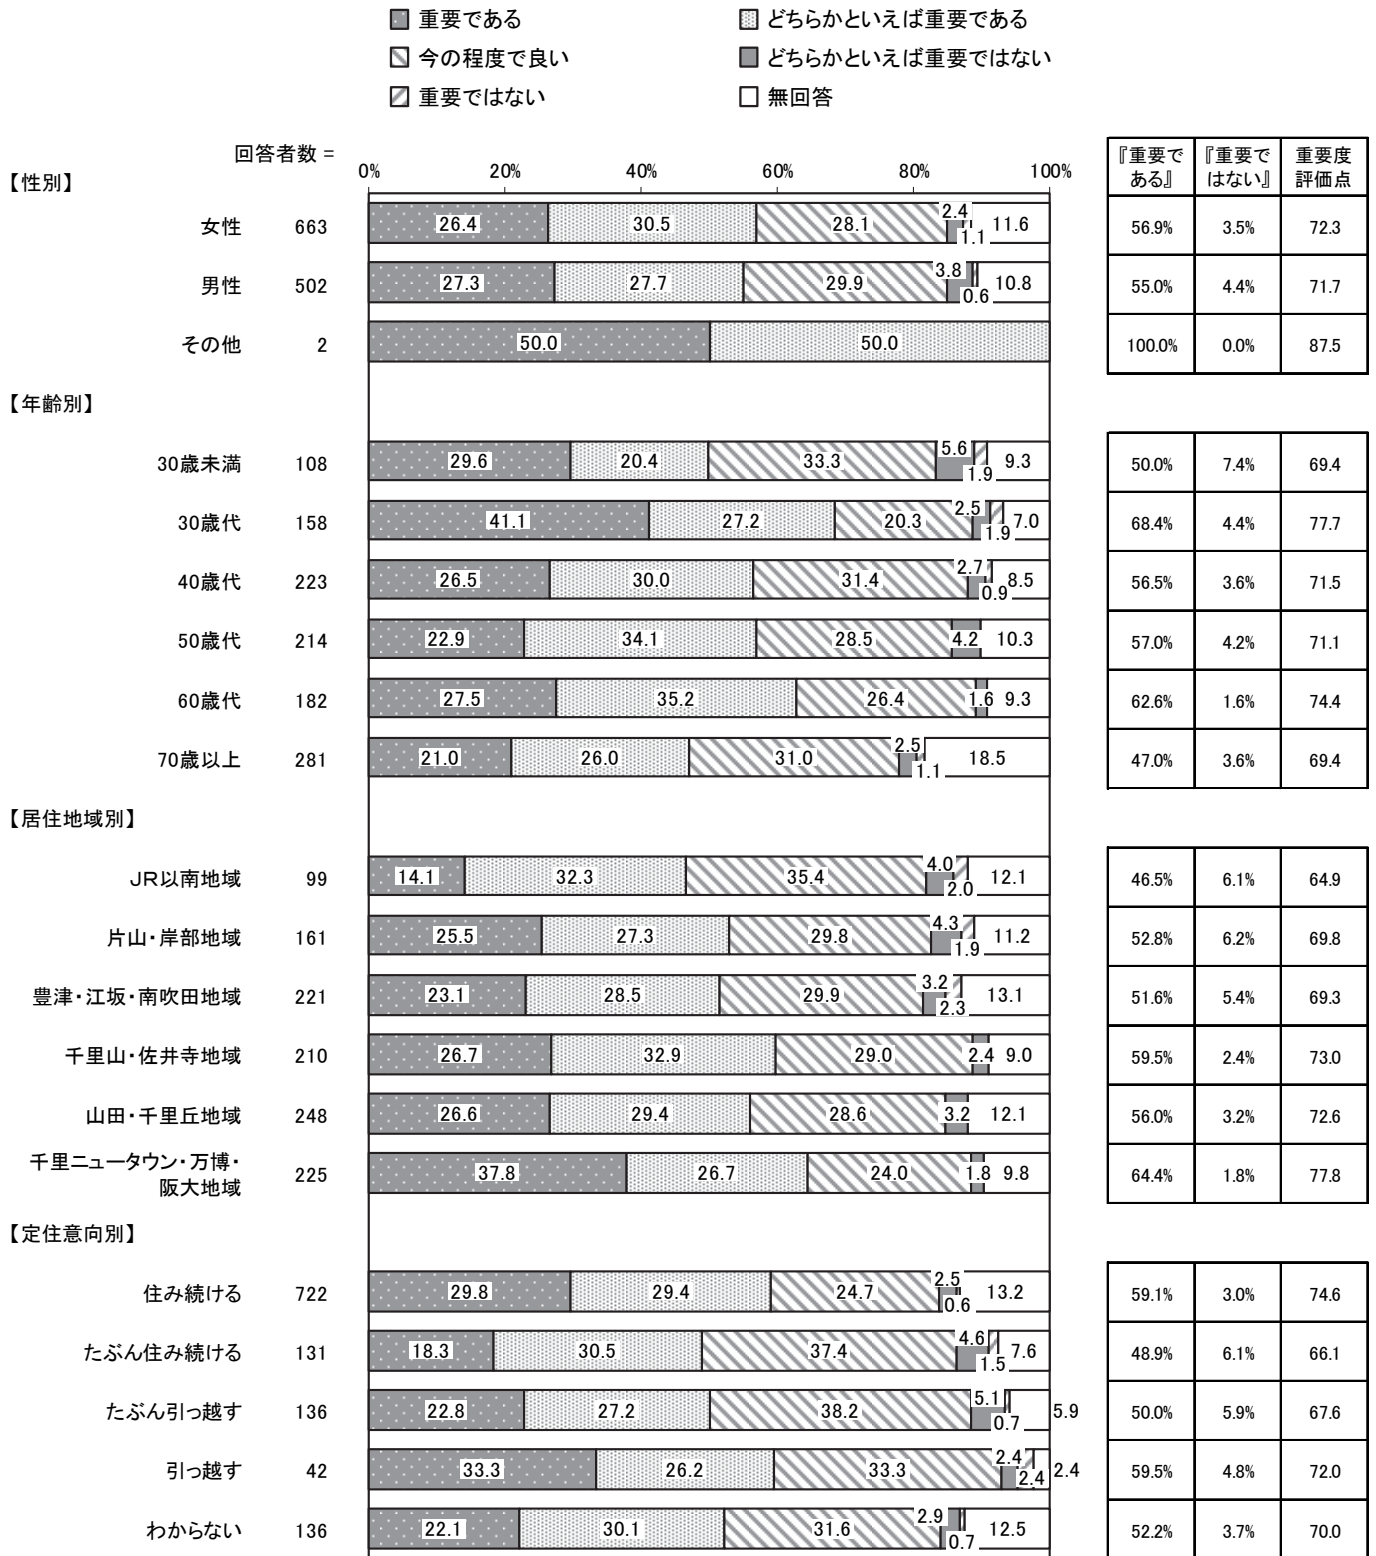 重要である どちらかといえば重要である
今の程度で良い どちらかといえば重要ではない
重要ではない 無回答
回答者数 =
0% 20% 40% 60% 80% 100%
『重要で
ある』
『重要で
はない』
重要度
評価点
【性別】
女性 663 26.4 30.5 28.1 2.4 1.1 11.6 56.9% 3.5% 72.3
男性 502 27.3 27.7 29.9 3.8 0.6 10.8 55.0% 4.4% 71.7
その他 2 50.0 50.0 100.0% 0.0% 87.5
【年齢別】
30歳未満 108 29.6 20.4 33.3 5.6 1.9 9.3 50.0% 7.4% 69.4
30歳代 158 41.1 27.2 20.3 2.5 1.9 7.0 68.4% 4.4% 77.7
40歳代 223 26.5 30.0 31.4 2.7 0.9 8.5 56.5% 3.6% 71.5
50歳代 214 22.9 34.1 28.5 4.2 10.3 57.0% 4.2% 71.1
60歳代 182 27.5 35.2 26.4 1.6 9.3 62.6% 1.6% 74.4
70歳以上 281 21.0 26.0 31.0 2.5 1.1 18.5 47.0% 3.6% 69.4
【居住地域別】
JR以南地域 99 14.1 32.3 35.4 4.0 2.0 12.1 46.5% 6.1% 64.9
片山・岸部地域 161 25.5 27.3 29.8 4.3 1.9 11.2 52.8% 6.2% 69.8
豊津・江坂・南吹田地域 221 23.1 28.5 29.9 3.2 2.3 13.1 51.6% 5.4% 69.3
千里山・佐井寺地域 210 26.7 32.9 29.0 2.4 9.0 59.5% 2.4% 73.0
山田・千里丘地域 248 26.6 29.4 28.6 3.2 12.1 56.0% 3.2% 72.6
千里ニュータウン・万博・
阪大地域 225 37.8 26.7 24.0 1.8 9.8 64.4% 1.8% 77.8
【定住意向別】
住み続ける 722 29.8 29.4 24.7 2.5 0.6 13.2 59.1% 3.0% 74.6
たぶん住み続ける 131 18.3 30.5 37.4 4.6 1.5 7.6 48.9% 6.1% 66.1
たぶん引っ越す 136 22.8 27.2 38.2 5.1 0.7 5.9 50.0% 5.9% 67.6
引っ越す 42 33.3 26.2 33.3 2.4 2.4 2.4 59.5% 4.8% 72.0
わからない 136 22.1 30.1 31.6 2.9 0.7 12.5 52.2% 3.7% 70.0